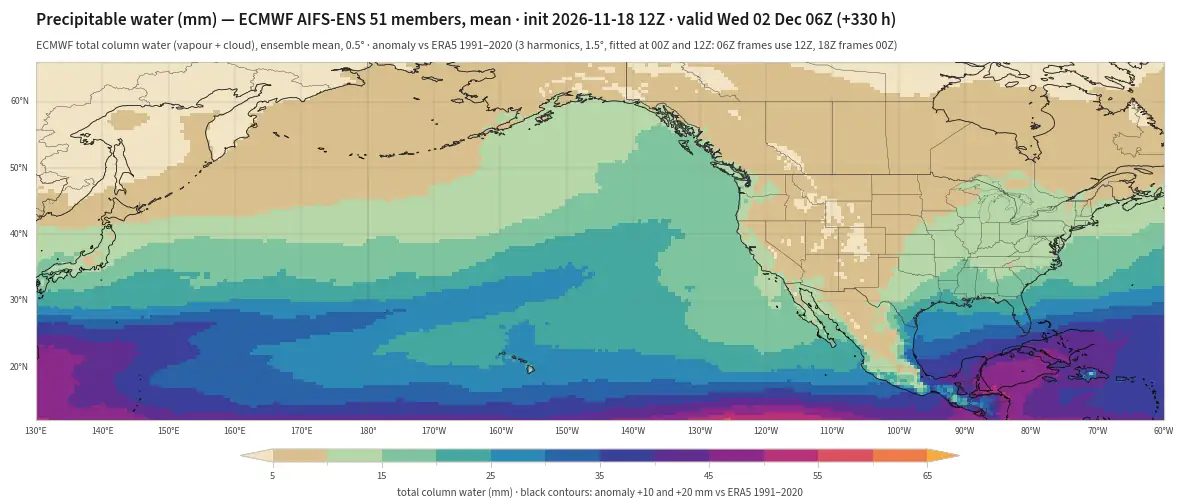 Precipitable water (mm) — ECMWF AIFS-ENS 51 members, mean · init 2026-11-18 12Z · valid Wed 02 Dec 06Z (+330 h)
ECMWF total column water (vapour + cloud), ensemble mean, 0.5° · anomaly vs ERA5 1991–2020 (3 harmonics, 1.5°, fitted at 00Z and 12Z: 06Z frames use 12Z, 18Z frames 00Z)
60°N
50°N
40°N
30°N
20°N
130°E 140°E 150°E 160°E 170°E 180° 170°W 160°W 150°W 140°W 130°W 120°W 110°W 100°W 90°W 80°W 70°W 60°W
5 15 25 35 45 55 65
total column water (mm) · black contours: anomaly +10 and +20 mm vs ERA5 1991–2020